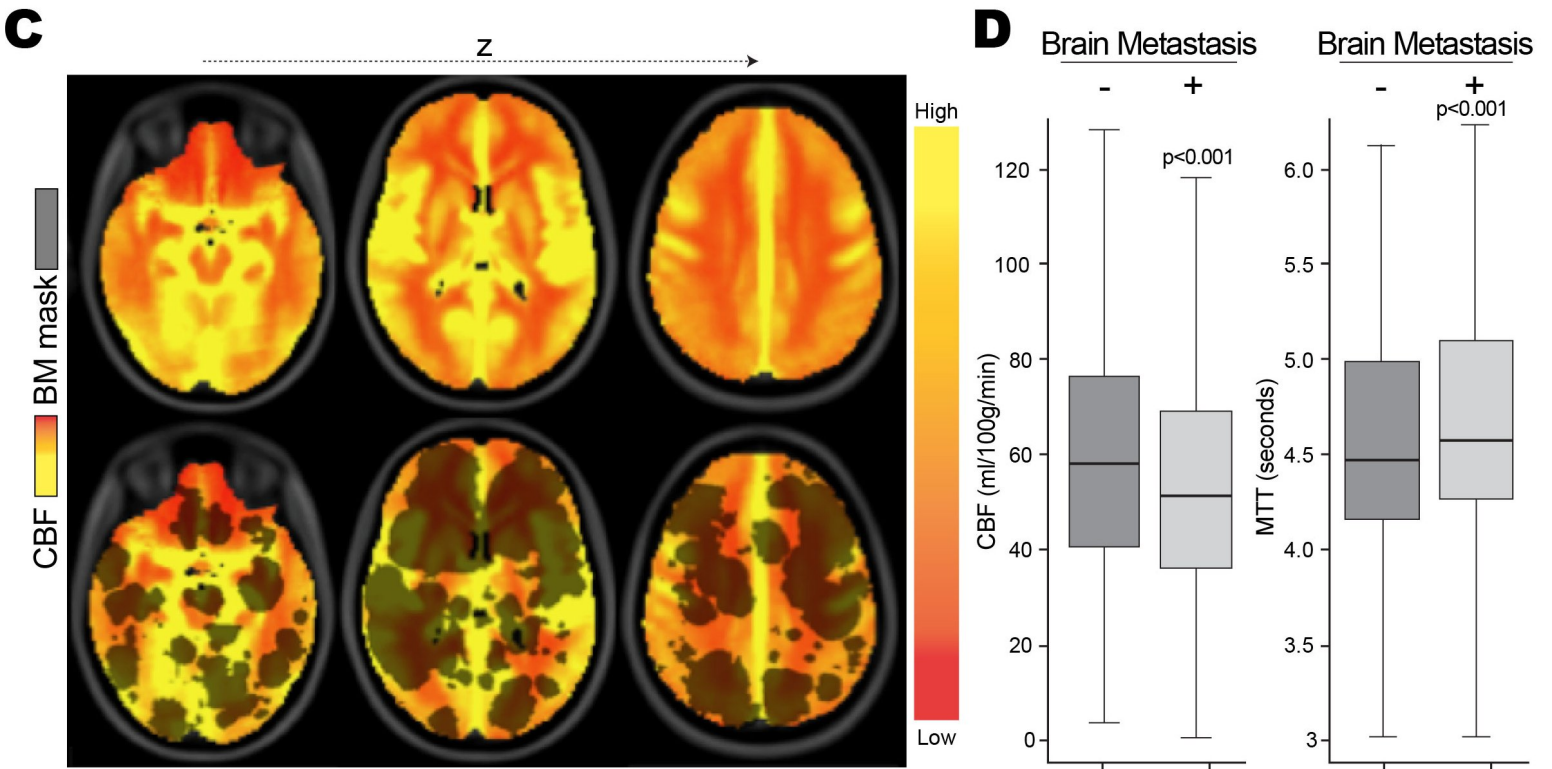 C
z
CBF BM mask
High
Low
D
Brain Metastasis
- +
p<0.001
CBF (ml/100g/min)
120
100
80
60
40
20
0
Brain Metastasis
- +
p<0.001
MTT (seconds)
6.0
5.5
5.0
4.5
4.0
3.5
3